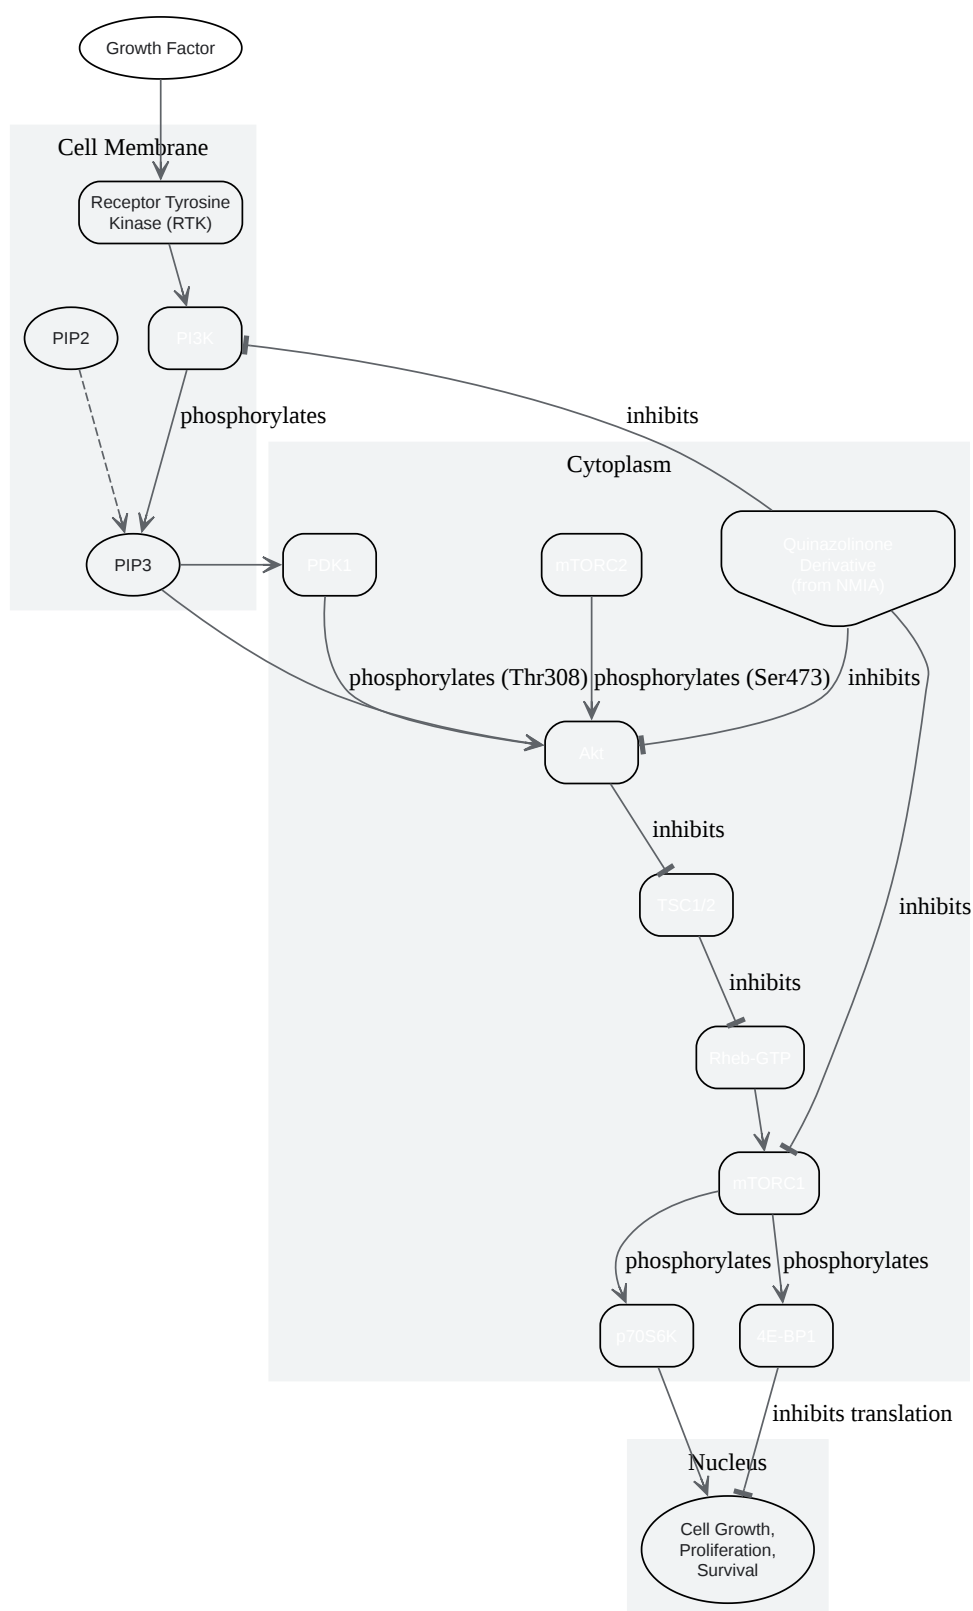 Growth Factor
Cell Membrane
Receptor Tyrosine
Kinase (RTK)
PIP2
PI3K
phosphorylates
inhibits
Cytoplasm
PIP3
PDK1
mTORC2
Quinazolinone
Derivative
(from NMIA)
phosphorylates (Thr308)
phosphorylates (Ser473)
inhibits
Akt
inhibits
TSC1/2
inhibits
inhibits
Rheb-GTP
mTORC1
phosphorylates
phosphorylates
p70S6K
4E-BP1
inhibits translation
Nucleus
Cell Growth,
Proliferation,
Survival